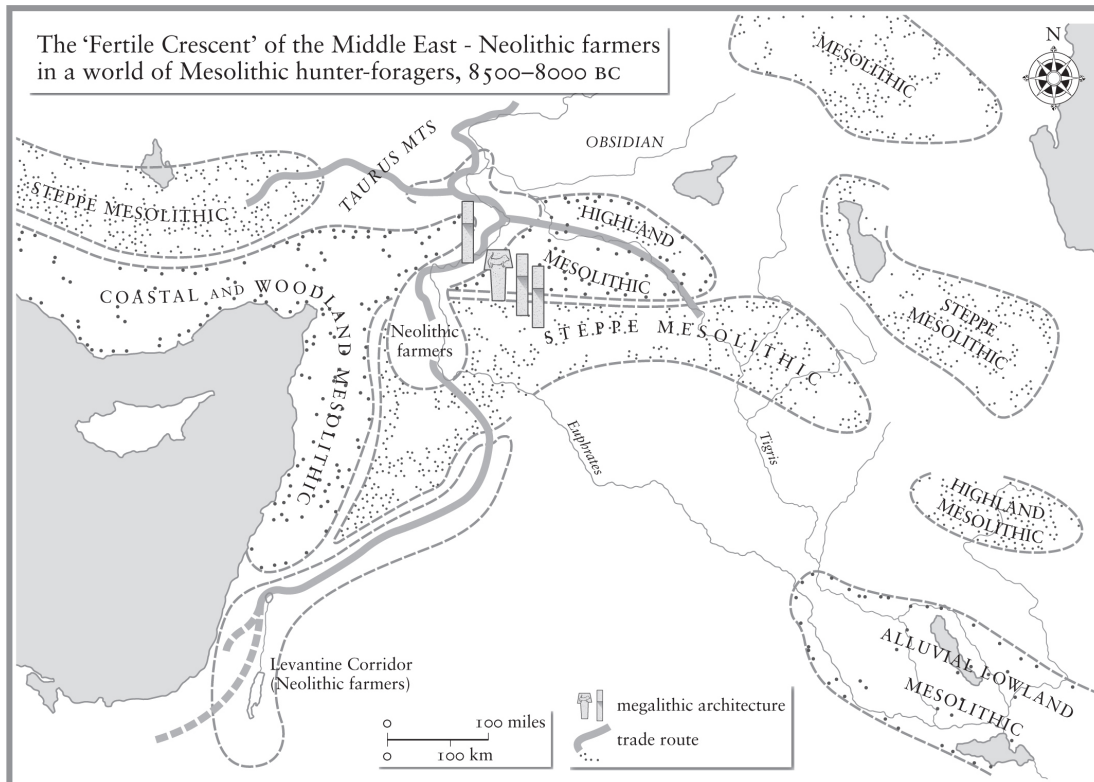 The ‘Fertile Crescent’ of the Middle East - Neolithic farmers
in a world of Mesolithic hunter-foragers, 8500–8000 BC
N
MESOLITHIC
TAURUS MTS
OBSIDIAN
STEPPE MESOLITHIC
HIGHLAND
MESOLITHIC
COASTAL AND WOODLAND MESOLITHIC
Neolithic
farmers
STEPPE MESOLITHIC
STEPPE
MESOLITHIC
Euphrates
Tigris
HIGHLAND
MESOLITHIC
ALLUVIAL LOWLAND
MESOLITHIC
Levantine Corridor
(Neolithic farmers)
0 100 miles
0 100 km
megalithic architecture
trade route